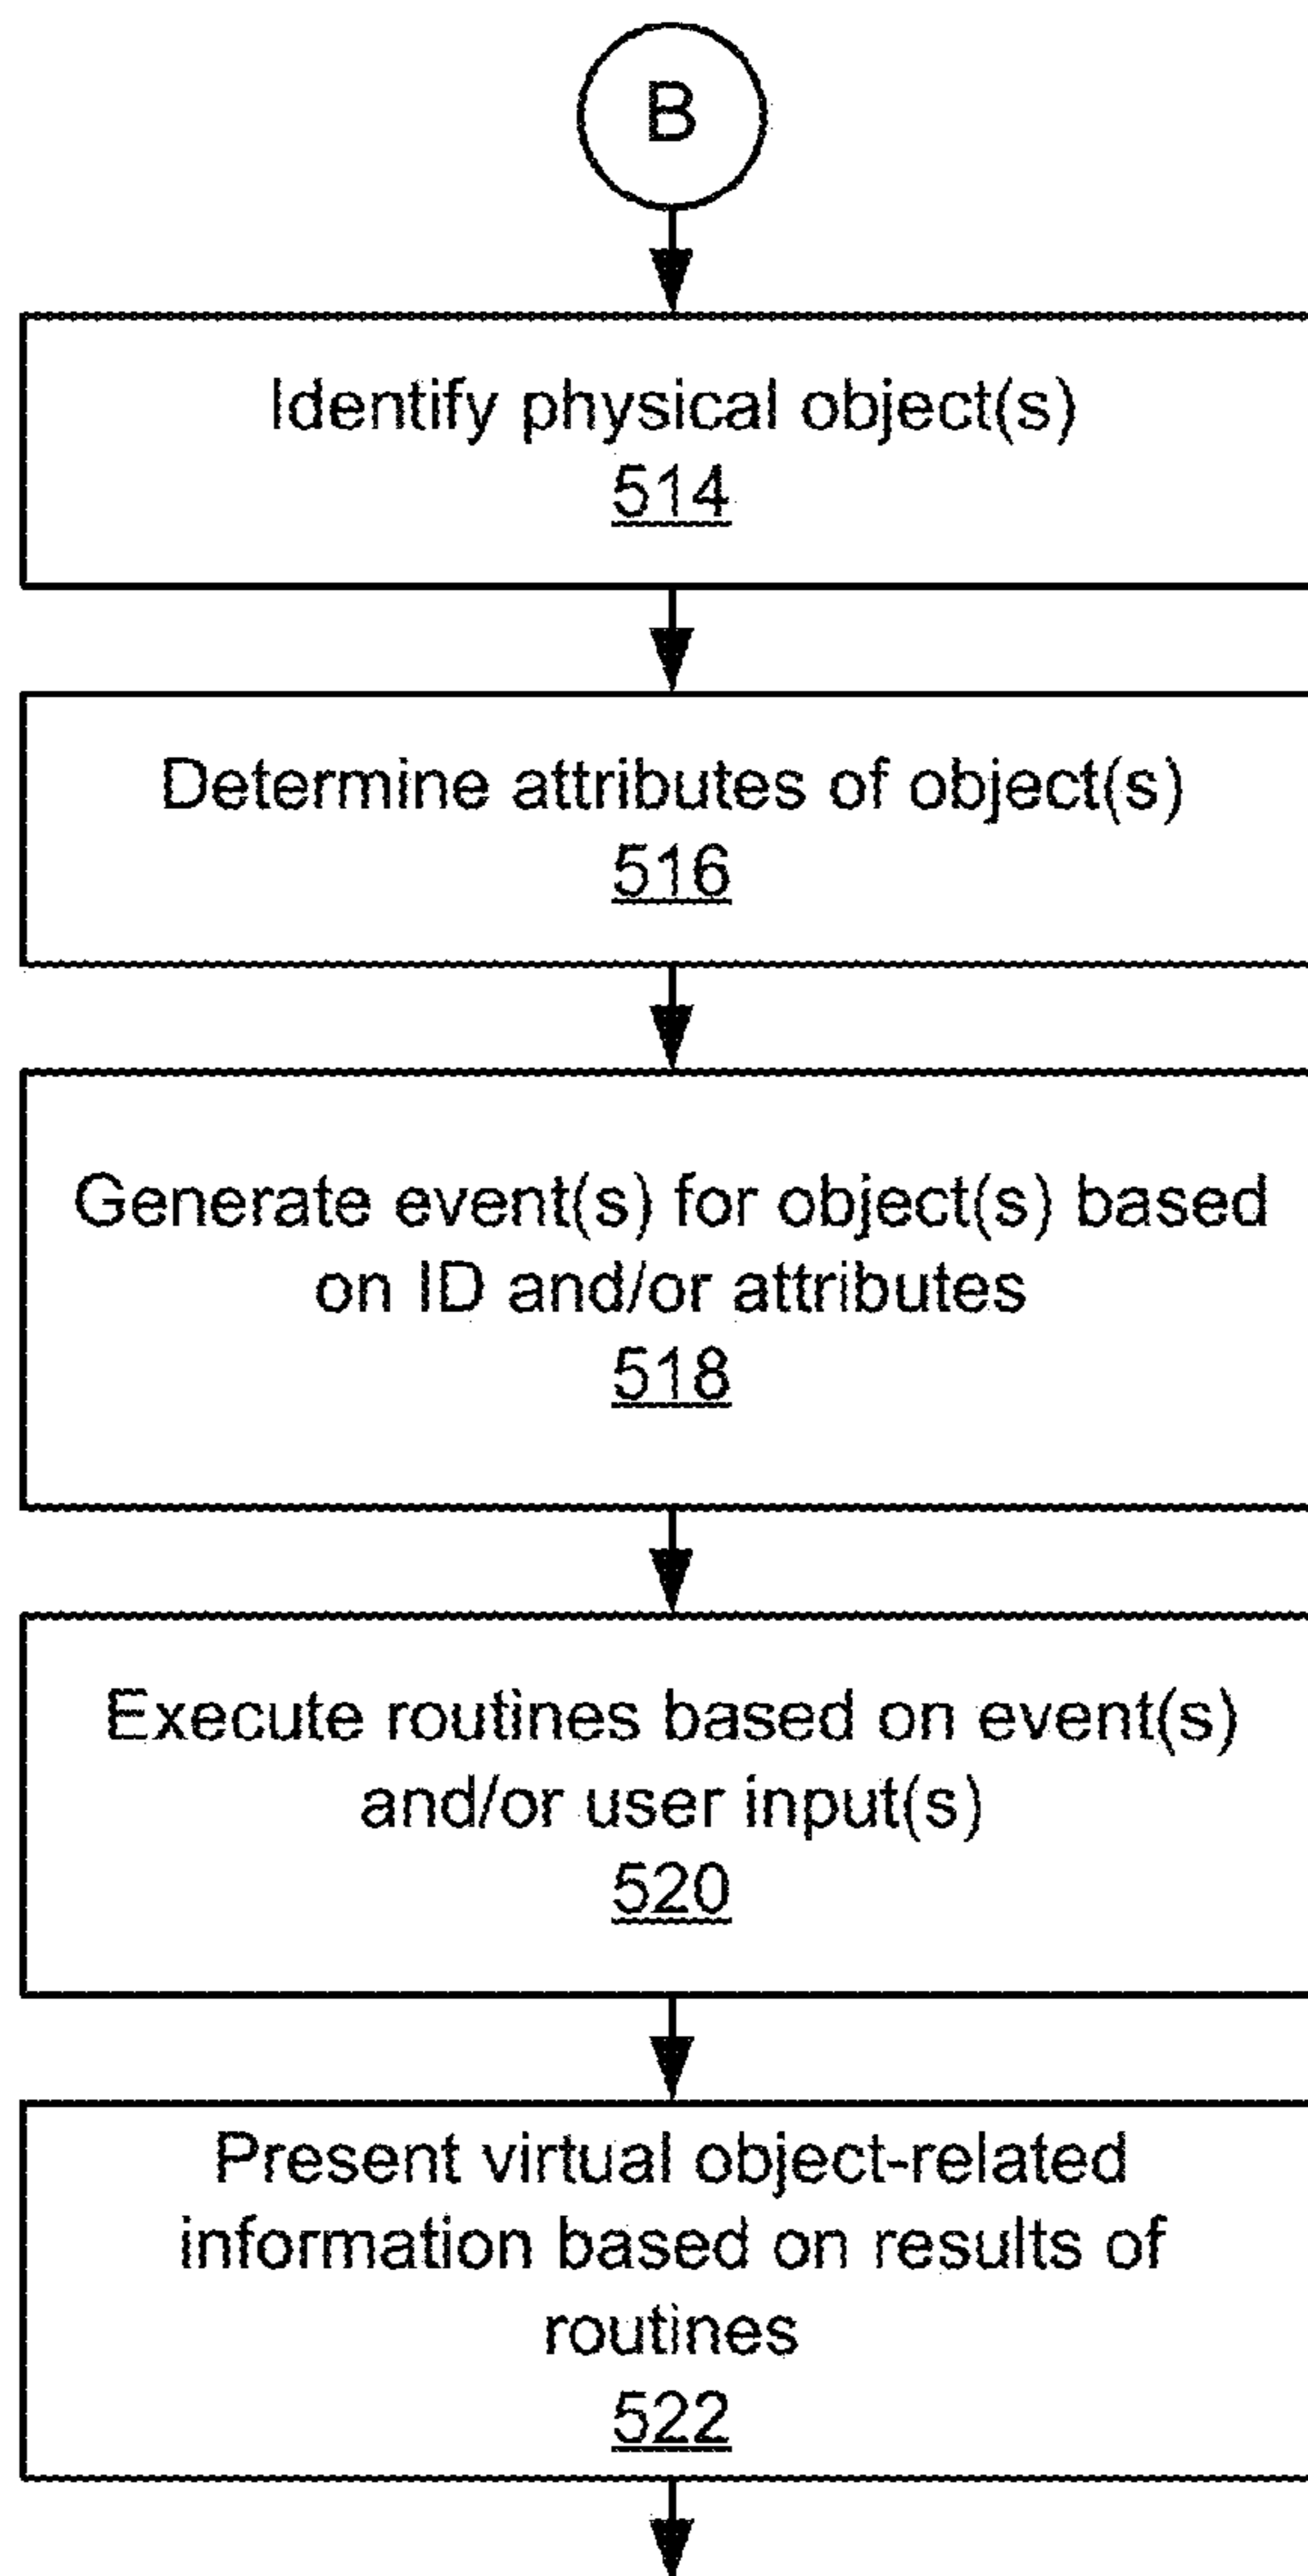 B
Identify physical object(s)
514
Determine attributes of object(s)
516
Generate event(s) for object(s) based
on ID and/or attributes
518
Execute routines based on event(s)
and/or user input(s)
520
Present virtual object-related
information based on results of
routines
522